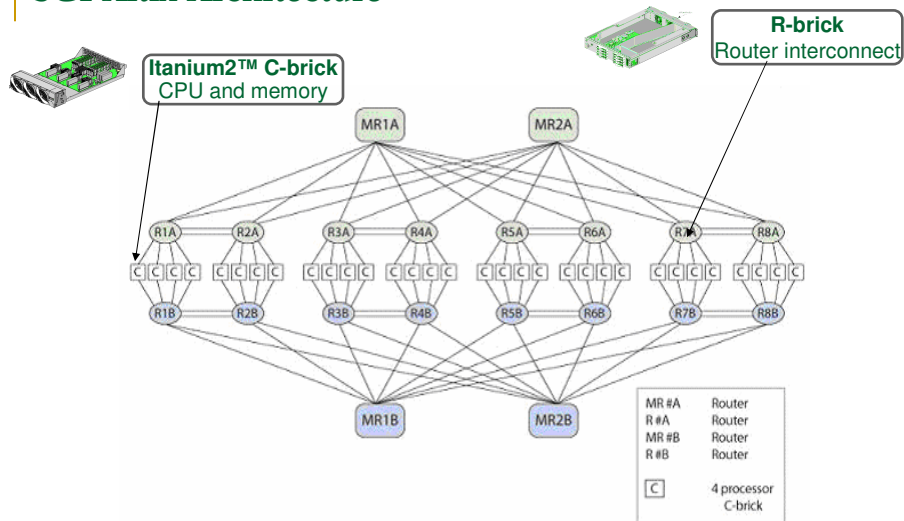 R-brick
Router interconnect
Itanium2™ C-brick
CPU and memory
MR1A MR2A
R1A R2A R3A R4A R5A R6A R7A R8A
C C C C C C C C C C C C C C C C C C C C C C C C C C C C C C C C
R1B R2B R3B R4B R5B R6B R7B R8B
MR1B MR2B
MR #A Router
R #A Router
MR #B Router
R #B Router
C 4 processor
C-brick